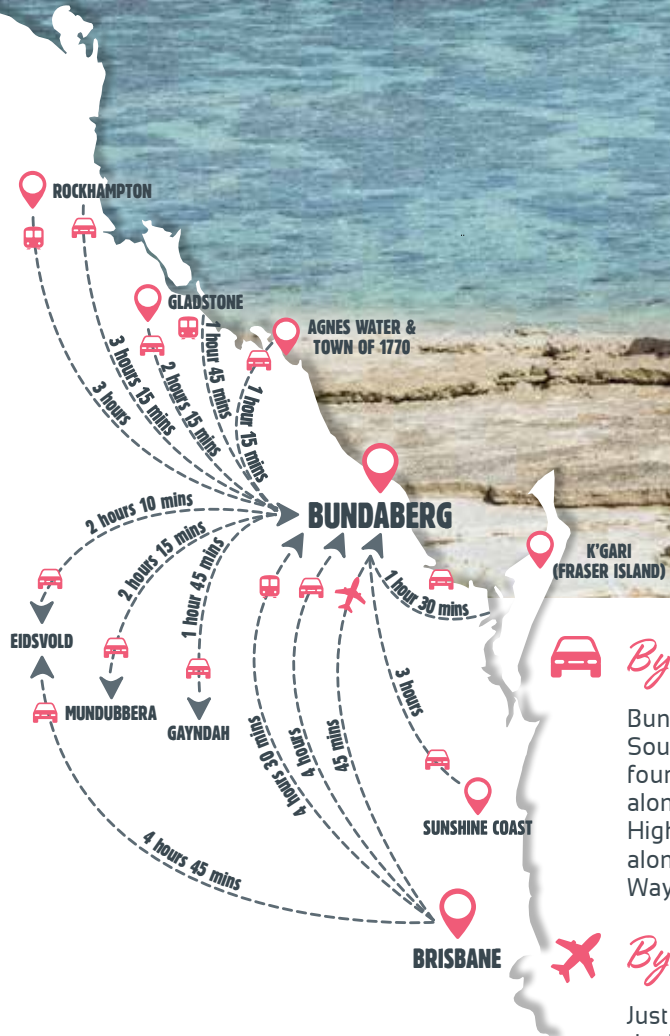 ROCKHAMPTON
GLADSTONE
AGNES WATER &
TOWN OF 1770
3 hours
3 hours 15 mins
2 hours 15 mins
1 hour 45 mins
1 hour 15 mins
BUNDABERG
2 hours 10 mins
2 hours 15 mins
1 hour 45 mins
1 hour 30 mins
K'GARI
(FRASER ISLAND)
EIDSVOLD
MUNDUBBERA
GAYNDAH
4 hours 30 mins
4 hours
45 mins
3 hours
SUNSHINE COAST
4 hours 45 mins
BRISBANE
By
Bun
Sou
four
alon
High
alon
Way
By
Just